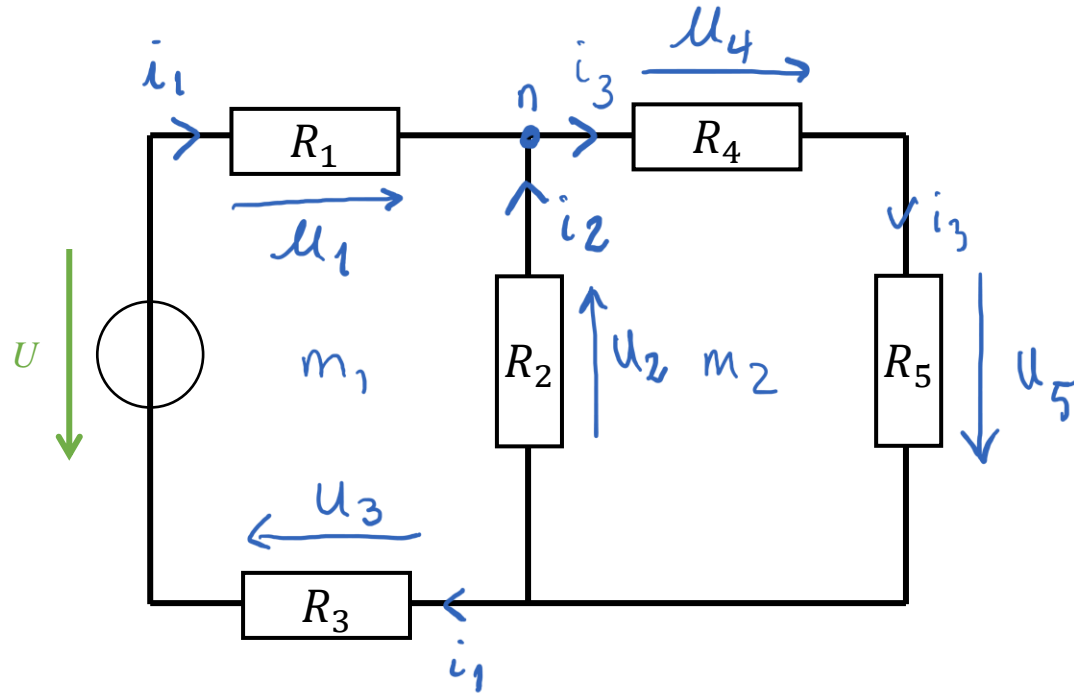 i₁
R₁
u₁
n
i₃
u₄
R₄
i₂
i₃
U
m₁
R₂
u₂
m₂
R₅
u₅
u₃
R₃
i₁